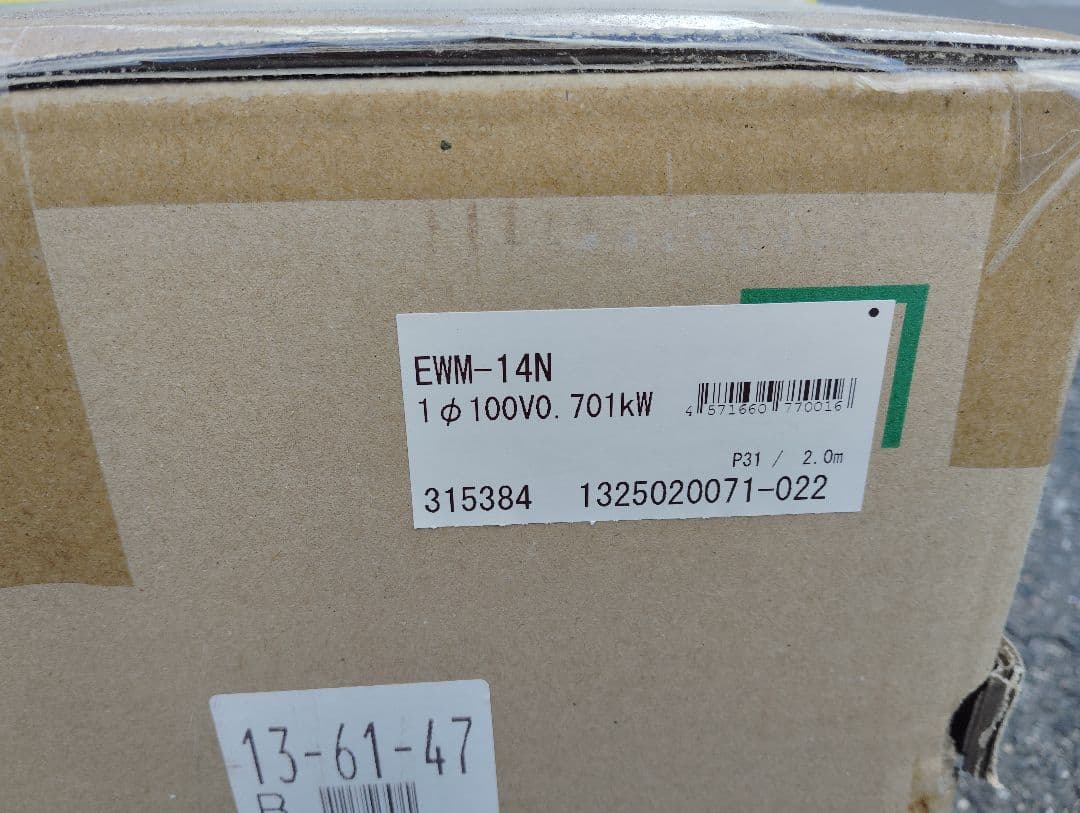 EWM-14N
1φ100V0.701kW
4 571660 770016
P31 / 2.0m
315384 1325020071-022
13-61-47
B